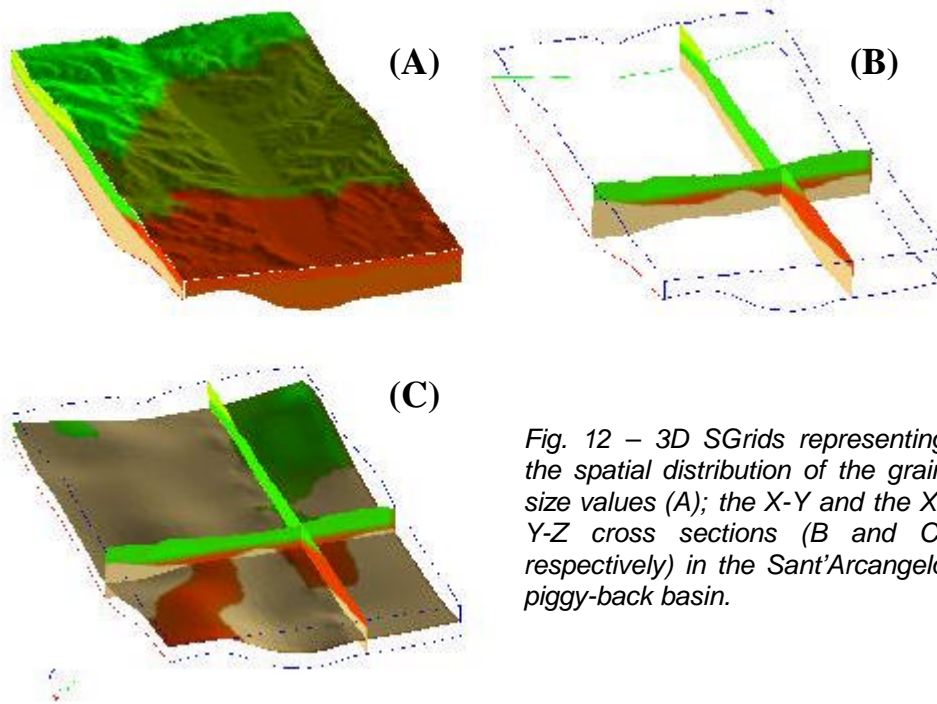 (A)
(B)
(C)
Fig. 12 – 3D SGrids representing
the spatial distribution of the grain
size values (A); the X-Y and the X-
Y-Z cross sections (B and C,
respectively) in the Sant'Arcangelo
piggy-back basin.